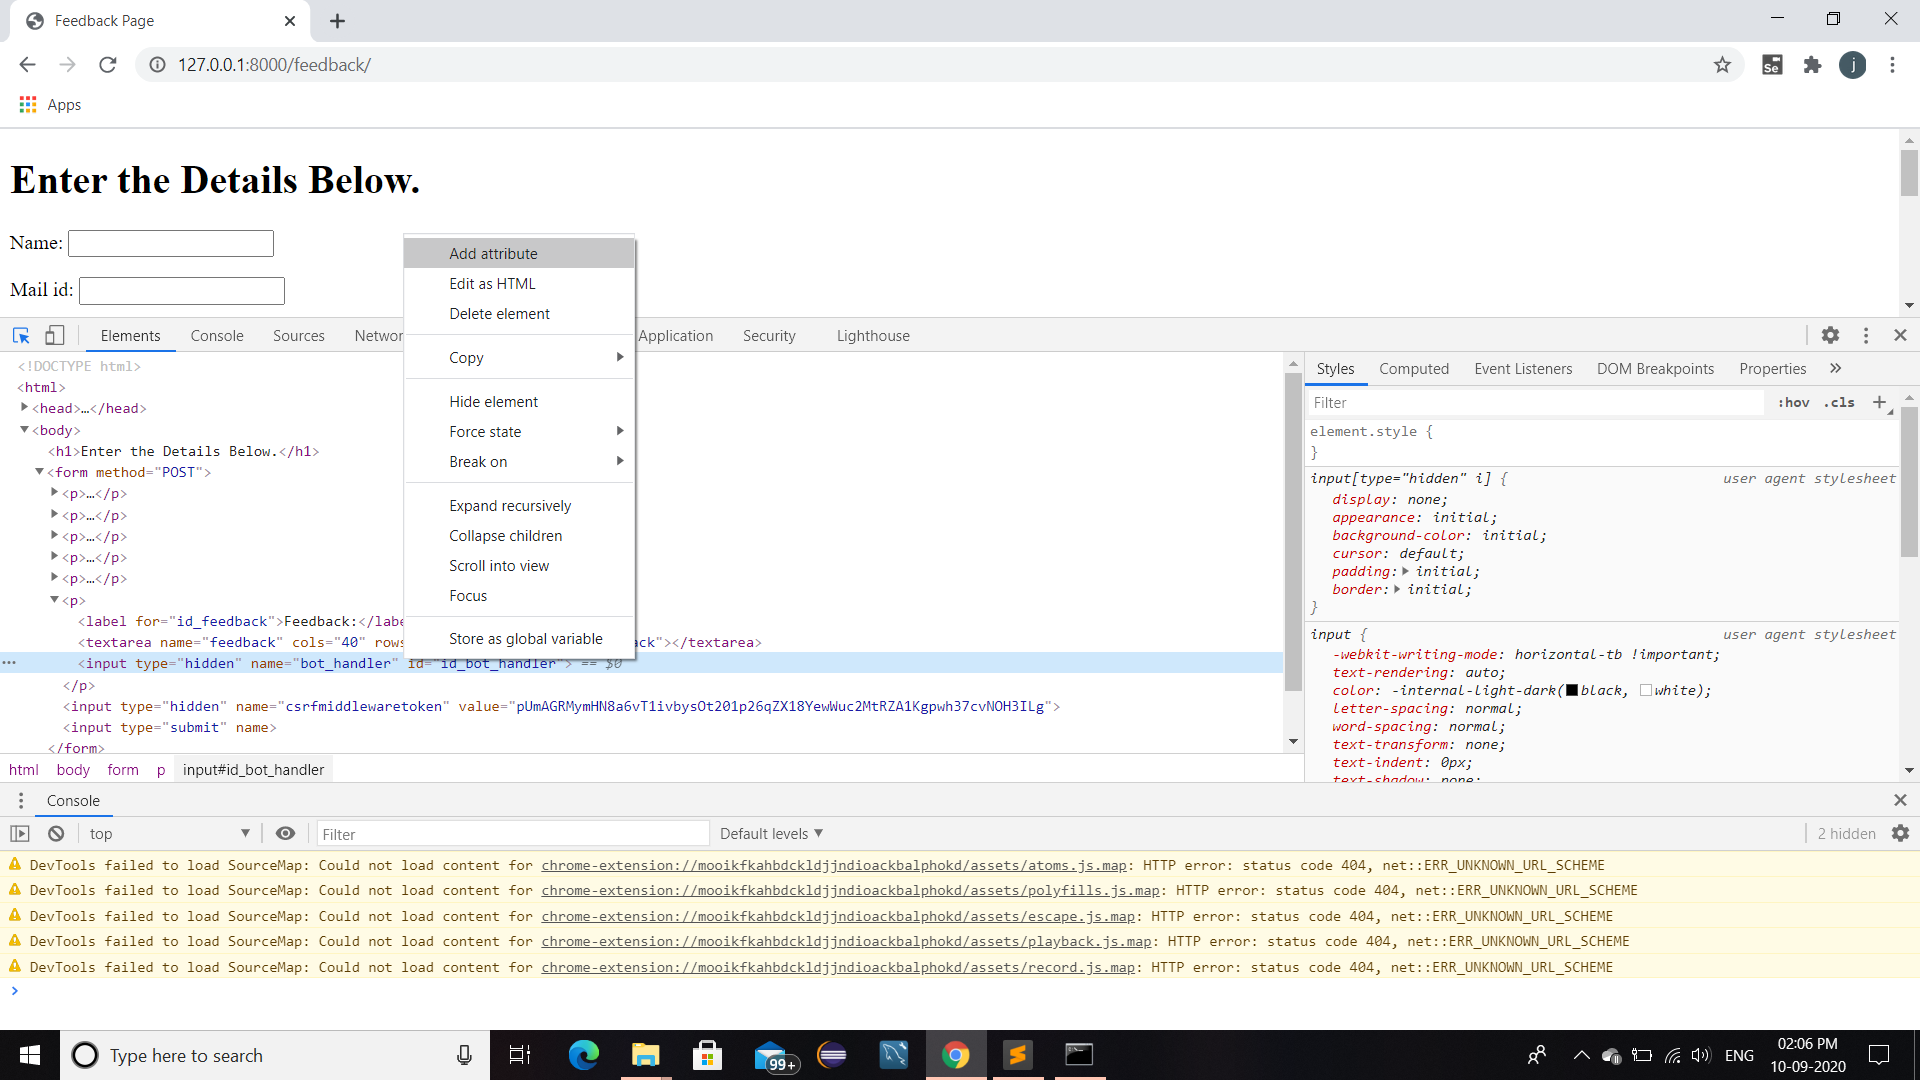 Feedback Page
127.0.0.1:8000/feedback/
Se
j
Apps
Enter the Details Below.
Name:
Mail id:
Add attribute
Edit as HTML
Delete element
Copy
Hide element
Force state
Break on
Expand recursively
Collapse children
Scroll into view
Focus
Store as global variable
Elements Console Sources Networ Application Security Lighthouse
<!DOCTYPE html>
<html>
<head>…</head>
<body>
<h1>Enter the Details Below.</h1>
<form method="POST">
<p>…</p>
<p>…</p>
<p>…</p>
<p>…</p>
<p>…</p>
<p>
<label for="id_feedback">Feedback:</labe
<textarea name="feedback" cols="40" rows ack"></textarea>
<input type="hidden" name="bot_handler" id="id_bot_handler"> == $0
</p>
<input type="hidden" name="csrfmiddlewaretoken" value="pUmAGRMymHN8a6vT1ivbysOt201p26qZX18YewWuc2MtRZA1Kgpwh37cvNOH3ILg">
<input type="submit" name>
</form>
html body form p input#id_bot_handler
Styles Computed Event Listeners DOM Breakpoints Properties »
Filter :hov .cls +
element.style {
}
input[type="hidden" i] { user agent stylesheet
display: none;
appearance: initial;
background-color: initial;
cursor: default;
padding: initial;
border: initial;
}
input { user agent stylesheet
-webkit-writing-mode: horizontal-tb !important;
text-rendering: auto;
color: -internal-light-dark(black, white);
letter-spacing: normal;
word-spacing: normal;
text-transform: none;
text-indent: 0px;
text-shadow: none;
Console
top Filter Default levels 2 hidden
DevTools failed to load SourceMap: Could not load content for chrome-extension://mooikfkahbdckldjjndioackbalphokd/assets/atoms.js.map: HTTP error: status code 404, net::ERR_UNKNOWN_URL_SCHEME
DevTools failed to load SourceMap: Could not load content for chrome-extension://mooikfkahbdckldjjndioackbalphokd/assets/polyfills.js.map: HTTP error: status code 404, net::ERR_UNKNOWN_URL_SCHEME
DevTools failed to load SourceMap: Could not load content for chrome-extension://mooikfkahbdckldjjndioackbalphokd/assets/escape.js.map: HTTP error: status code 404, net::ERR_UNKNOWN_URL_SCHEME
DevTools failed to load SourceMap: Could not load content for chrome-extension://mooikfkahbdckldjjndioackbalphokd/assets/playback.js.map: HTTP error: status code 404, net::ERR_UNKNOWN_URL_SCHEME
DevTools failed to load SourceMap: Could not load content for chrome-extension://mooikfkahbdckldjjndioackbalphokd/assets/record.js.map: HTTP error: status code 404, net::ERR_UNKNOWN_URL_SCHEME
>
Type here to search
99+
ENG
02:06 PM
10-09-2020